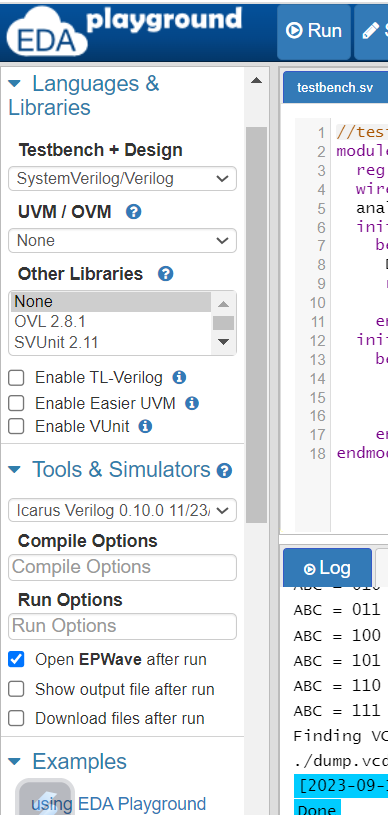 EDA playground
Run
Languages & Libraries
Testbench + Design
SystemVerilog/Verilog
UVM / OVM
None
Other Libraries
None
OVL 2.8.1
SVUnit 2.11
Enable TL-Verilog
Enable Easier UVM
Enable VUnit
Tools & Simulators
Icarus Verilog 0.10.0 11/23/
Compile Options
Compile Options
Run Options
Run Options
Open EPWave after run
Show output file after run
Download files after run
Examples
using EDA Playground
testbench.sv
1 //tes
2 module
3 reg
4 wire
5 anal
6 init
7 be
8
9
10
11 en
12 init
13 be
14
15
16
17 en
18 endmod
Log
ABC = 010
ABC = 011
ABC = 100
ABC = 101
ABC = 110
ABC = 111
Finding VC
./dump.vcd
[2023-09-
Done